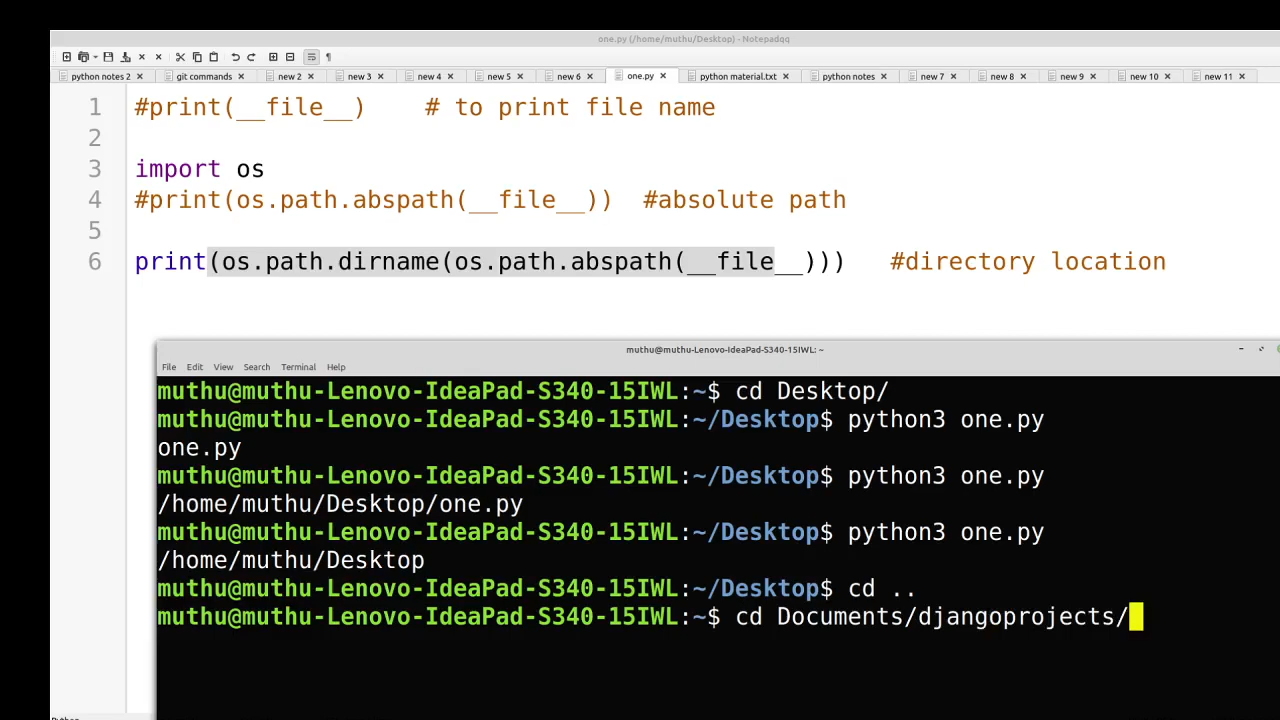 one.py (/home/muthu/Desktop) - Notepadqq
python notes 2 git commands new 2 new 3 new 4 new 5 new 6 one.py python material.txt python notes new 7 new 8 new 9 new 10 new 11
1 #print(__file__) # to print file name
2
3 import os
4 #print(os.path.abspath(__file__)) #absolute path
5
6 print(os.path.dirname(os.path.abspath(__file__))) #directory location
muthu@muthu-Lenovo-IdeaPad-S340-15IWL: ~
File Edit View Search Terminal Help
muthu@muthu-Lenovo-IdeaPad-S340-15IWL:~$ cd Desktop/
muthu@muthu-Lenovo-IdeaPad-S340-15IWL:~/Desktop$ python3 one.py
one.py
muthu@muthu-Lenovo-IdeaPad-S340-15IWL:~/Desktop$ python3 one.py
/home/muthu/Desktop/one.py
muthu@muthu-Lenovo-IdeaPad-S340-15IWL:~/Desktop$ python3 one.py
/home/muthu/Desktop
muthu@muthu-Lenovo-IdeaPad-S340-15IWL:~/Desktop$ cd ..
muthu@muthu-Lenovo-IdeaPad-S340-15IWL:~$ cd Documents/djangoprojects/